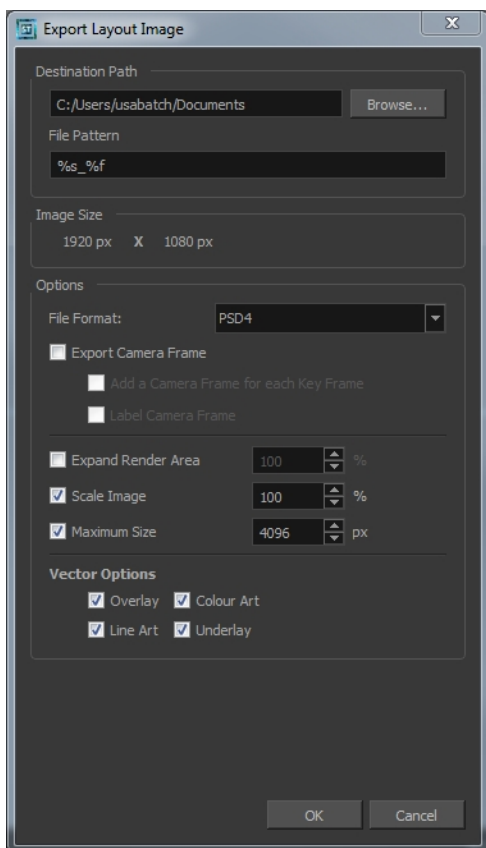 Export Layout Image
Destination Path
C:/Users/usabatch/Documents Browse...
File Pattern
%s_%f
Image Size
1920 px X 1080 px
Options
File Format: PSD4
Export Camera Frame
Add a Camera Frame for each Key Frame
Label Camera Frame
Expand Render Area 100 %
Scale Image 100 %
Maximum Size 4096 px
Vector Options
Overlay Colour Art
Line Art Underlay
OK Cancel